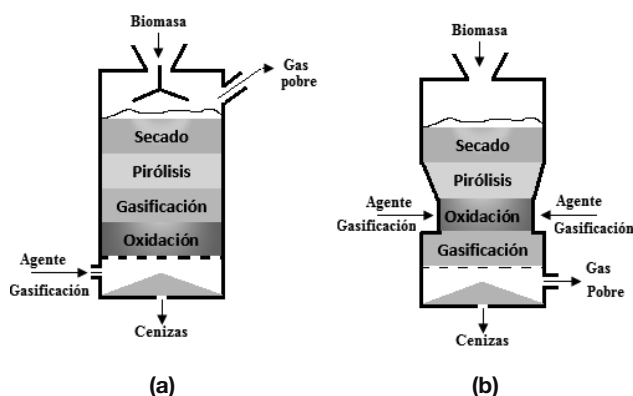 Biomasa
Gas
pobre
Secado
Pirólisis
Gasificación
Oxidación
Agente
Gasificación
Cenizas
(a)
Biomasa
Secado
Pirólisis
Agente
Gasificación
Oxidación
Agente
Gasificación
Gasificación
Gas
Pobre
Cenizas
(b)